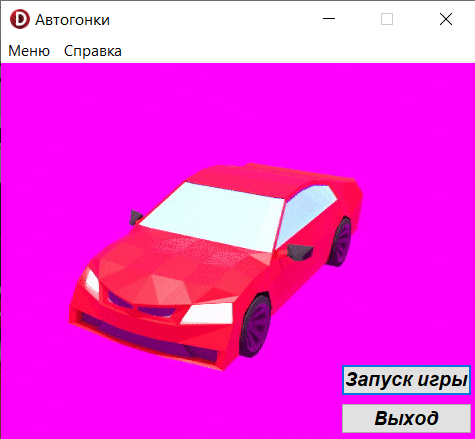 Автогонки
Меню Справка
Запуск игры
Выход